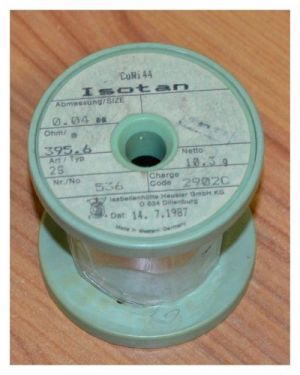 CuNi44
Isotan
Abmessung/SIZE
0.04 mm
Ohm/m
395.6
Netto
10.3 g
Art / Typ
2S
Nr./No
536
Charge
Code
2902C
Isabellenhütte Heusler GmbH KG
D 634 Dillenburg
Dat 14. 7.1987
Made in Western Germany